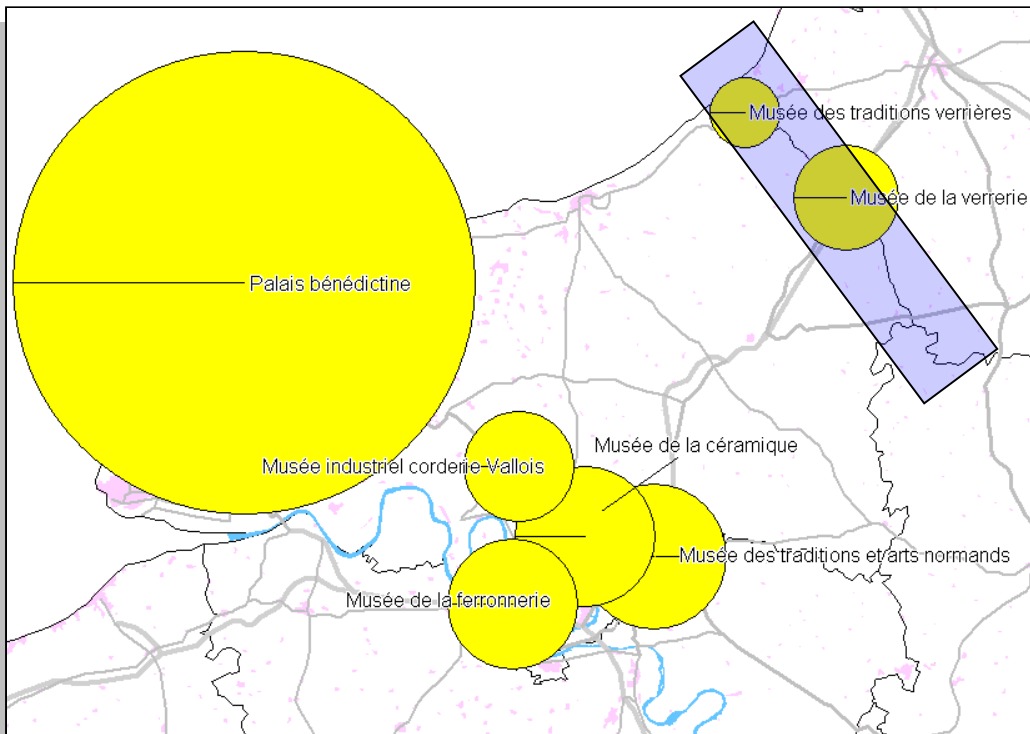 Musée des traditions verrières
Musée de la verrerie
Palais bénédictine
Musée de la céramique
Musée industriel corderie Vallois
Musée des traditions et arts normands
Musée de la ferronnerie